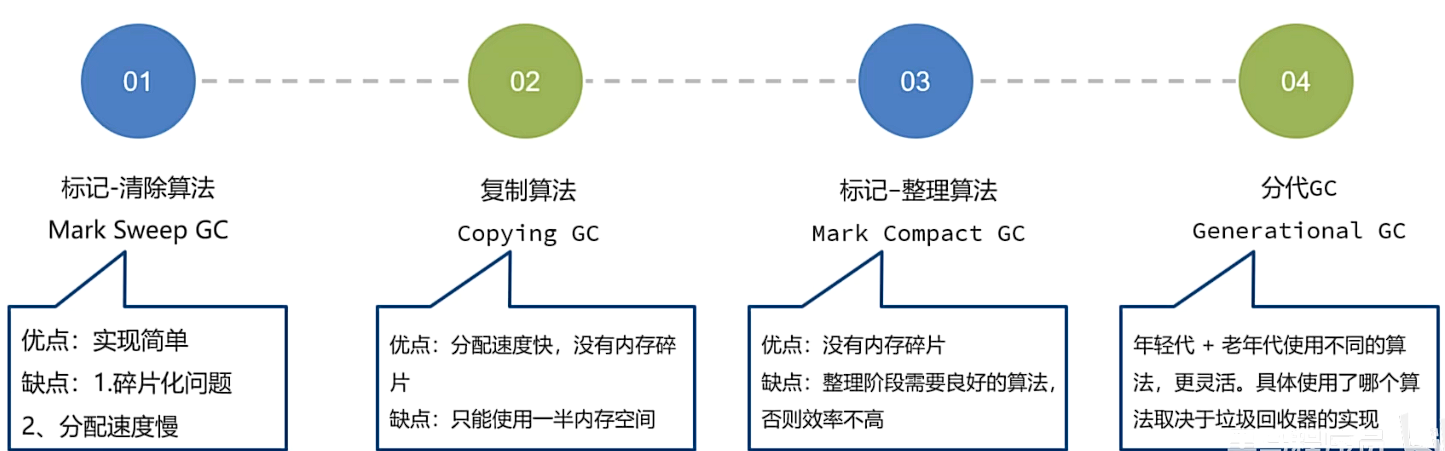 01
02
03
04
标记-清除算法
Mark Sweep GC
复制算法
Copying GC
标记-整理算法
Mark Compact GC
分代GC
Generational GC
优点：实现简单
缺点：1.碎片化问题
2、分配速度慢
优点：分配速度快，没有内存碎
片
缺点：只能使用一半内存空间
优点：没有内存碎片
缺点：整理阶段需要良好的算法，
否则效率不高
年轻代 + 老年代使用不同的算
法，更灵活。具体使用了哪个算
法取决于垃圾回收器的实现